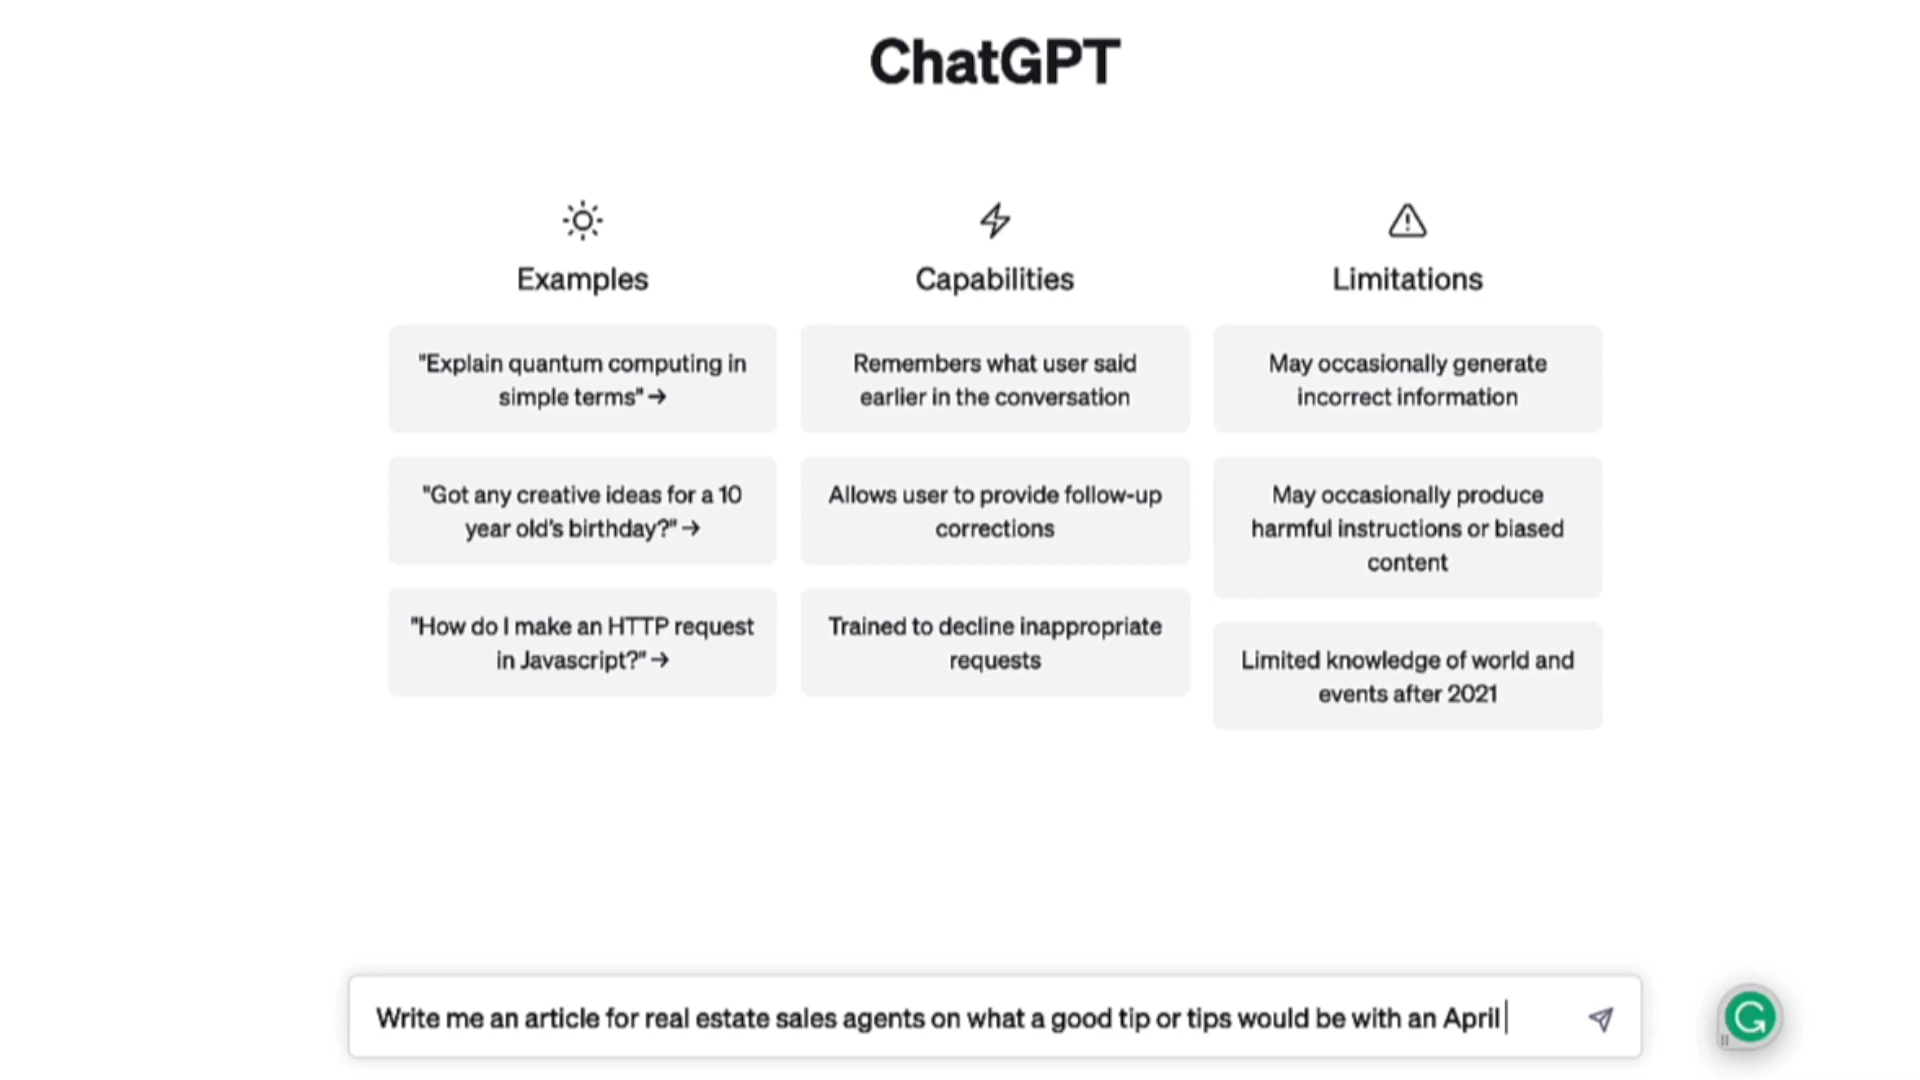 ChatGPT
Examples
"Explain quantum computing in
simple terms" →
"Got any creative ideas for a 10
year old's birthday?" →
"How do I make an HTTP request
in Javascript?" →
Capabilities
Remembers what user said
earlier in the conversation
Allows user to provide follow-up
corrections
Trained to decline inappropriate
requests
Limitations
May occasionally generate
incorrect information
May occasionally produce
harmful instructions or biased
content
Limited knowledge of world and
events after 2021
Write me an article for real estate sales agents on what a good tip or tips would be with an April